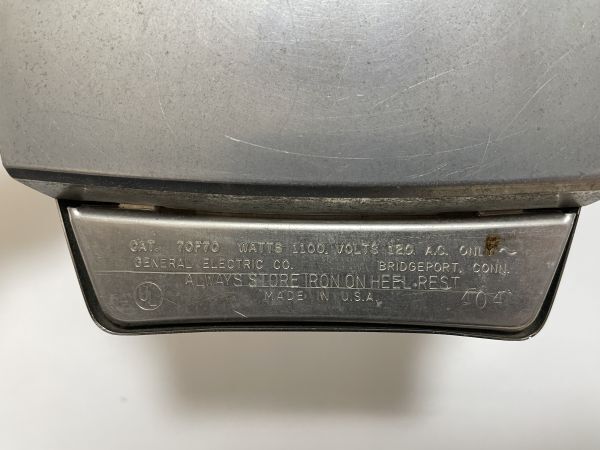 CAT. 70F70 WATTS 1100, VOLTS 120 A.C. ONLY
GENERAL ELECTRIC CO. BRIDGEPORT, CONN.
ALWAYS STORE IRON ON HEEL REST
UL MADE IN U.S.A. 404